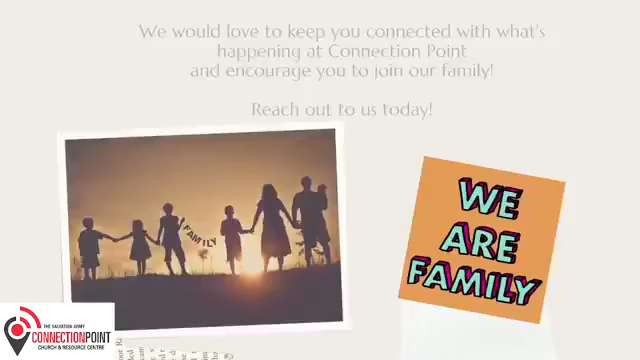 We would love to keep you connected with what's
happening at Connection Point
and encourage you to join our family!
Reach out to us today!
FAMILY
WE
ARE
FAMILY
THE SALVATION ARMY
CONNECTIONPOINT
CHURCH & RESOURCE CENTRE